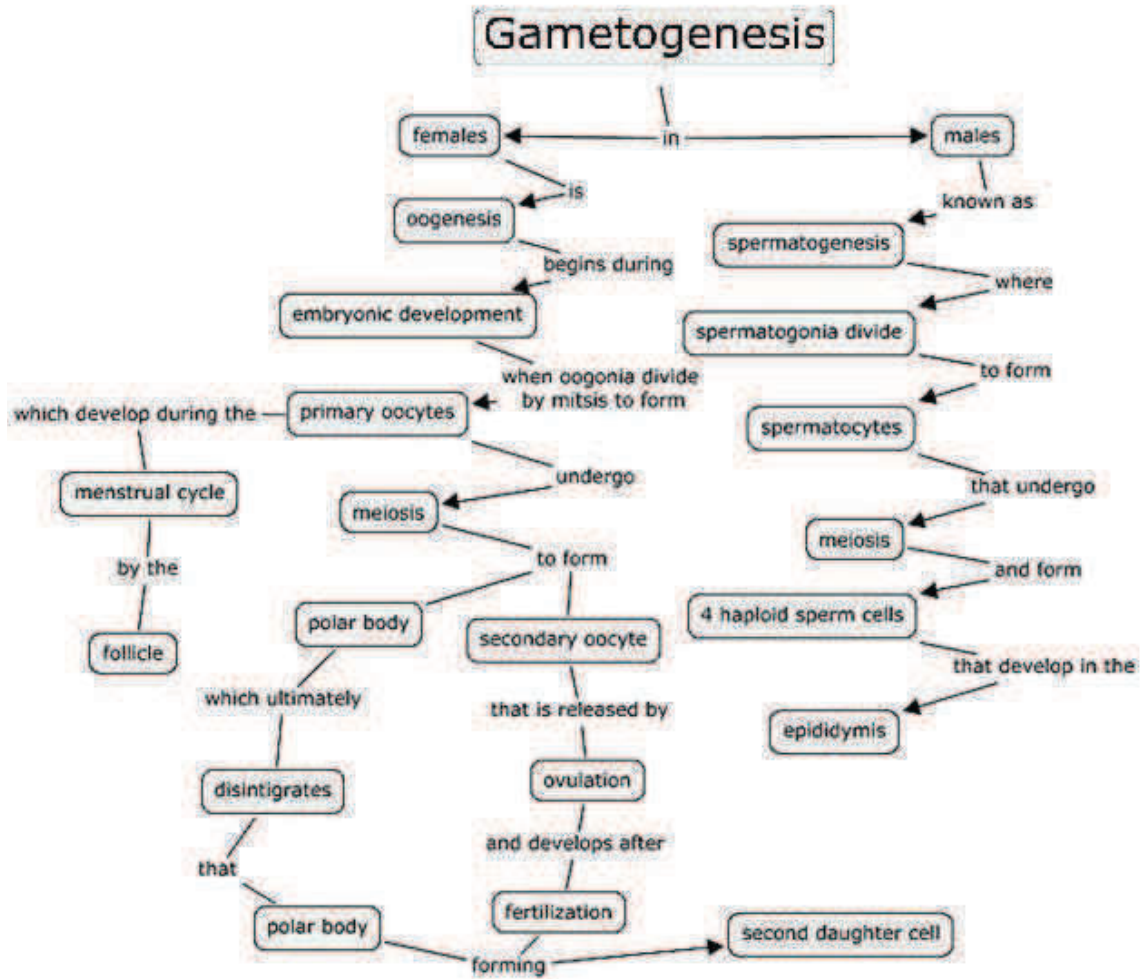 Gametogenesis
females
in
males
is
known as
oogenesis
spermatogenesis
begins during
where
embryonic development
spermatogonia divide
when oogonia divide
by mitsis to form
to form
which develop during the
primary oocytes
spermatocytes
undergo
that undergo
menstrual cycle
meiosis
meiosis
by the
to form
and form
polar body
secondary oocyte
4 haploid sperm cells
follicle
that develop in the
which ultimately
that is released by
epididymis
disintigrates
ovulation
and develops after
that
polar body
fertilization
second daughter cell
forming